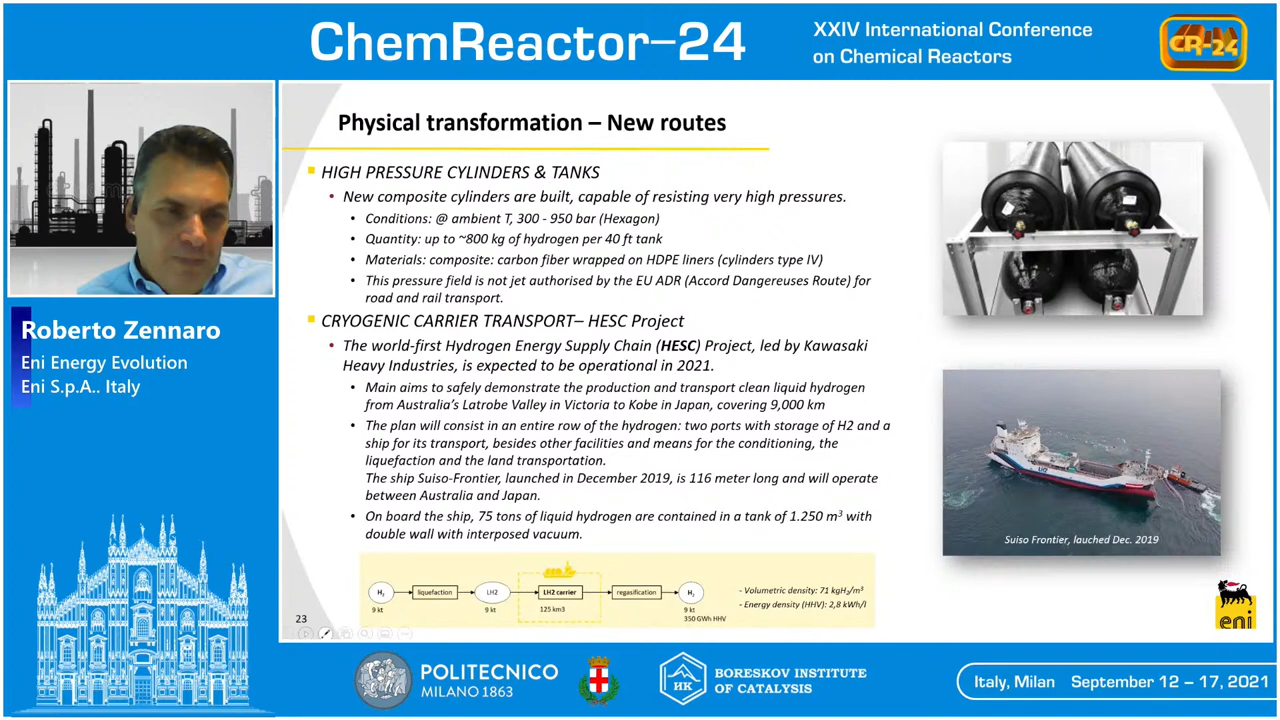 ChemReactor–24
XXIV International Conference
on Chemical Reactors
CR-24
Physical transformation – New routes
HIGH PRESSURE CYLINDERS & TANKS
New composite cylinders are built, capable of resisting very high pressures.
Conditions: @ ambient T, 300 - 950 bar (Hexagon)
Quantity: up to ~800 kg of hydrogen per 40 ft tank
Materials: composite: carbon fiber wrapped on HDPE liners (cylinders type IV)
This pressure field is not jet authorised by the EU ADR (Accord Dangereuses Route) for
road and rail transport.
CRYOGENIC CARRIER TRANSPORT– HESC Project
The world-first Hydrogen Energy Supply Chain (HESC) Project, led by Kawasaki
Heavy Industries, is expected to be operational in 2021.
Main aims to safely demonstrate the production and transport clean liquid hydrogen
from Australia's Latrobe Valley in Victoria to Kobe in Japan, covering 9,000 km
The plan will consist in an entire row of the hydrogen: two ports with storage of H2 and a
ship for its transport, besides other facilities and means for the conditioning, the
liquefaction and the land transportation.
The ship Suiso-Frontier, launched in December 2019, is 116 meter long and will operate
between Australia and Japan.
On board the ship, 75 tons of liquid hydrogen are contained in a tank of 1.250 m³ with
double wall with interposed vacuum.
H₂ liquefaction LH2 LH2 carrier regasification H₂
9 kt 9 kt 125 km3 9 kt
350 GWh HHV
- Volumetric density: 71 kgH₂/m³
- Energy density (HHV): 2,8 kWh/l
23
Suiso Frontier, lauched Dec. 2019
eni
Roberto Zennaro
Eni Energy Evolution
Eni S.p.A.. Italy
POLITECNICO
MILANO 1863
НК
BORESKOV INSTITUTE
OF CATALYSIS
Italy, Milan September 12 – 17, 2021